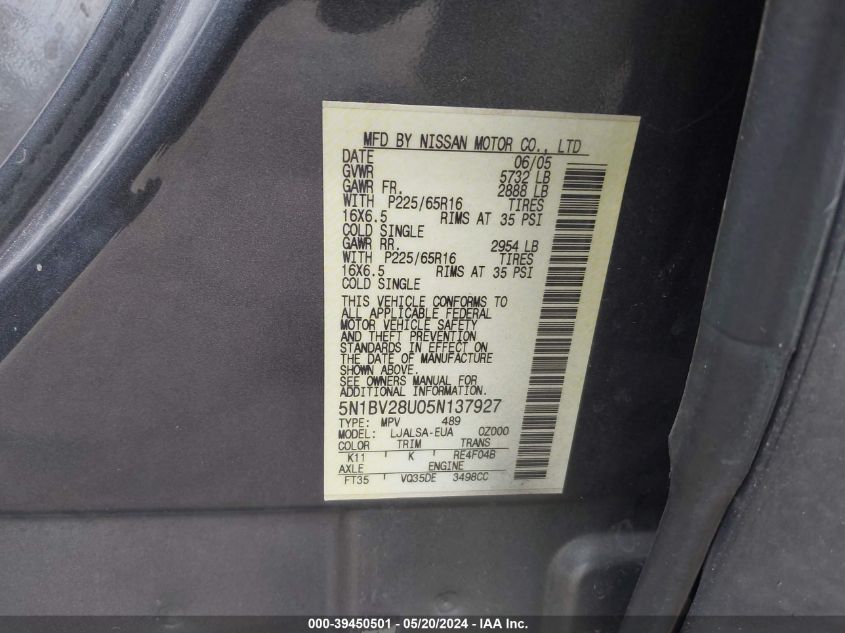 MFD BY NISSAN MOTOR CO., LTD
DATE 06/05
GVWR 5732 LB
GAWR FR. 2888 LB
WITH P225/65R16 TIRES
16X6.5 RIMS AT 35 PSI
COLD SINGLE
GAWR RR. 2954 LB
WITH P225/65R16 TIRES
16X6.5 RIMS AT 35 PSI
COLD SINGLE
THIS VEHICLE CONFORMS TO
ALL APPLICABLE FEDERAL
MOTOR VEHICLE SAFETY
AND THEFT PREVENTION
STANDARDS IN EFFECT ON
THE DATE OF MANUFACTURE
SHOWN ABOVE.
SEE OWNERS MANUAL FOR
ADDITIONAL INFORMATION
5N1BV28U05N137927
TYPE: MPV 489
MODEL: LJALSA-EUA 0Z000
COLOR TRIM TRANS
K11 K RE4F04B
AXLE ENGINE
FT35 VQ35DE 3498CC
000-39450501 - 05/20/2024 - IAA Inc.